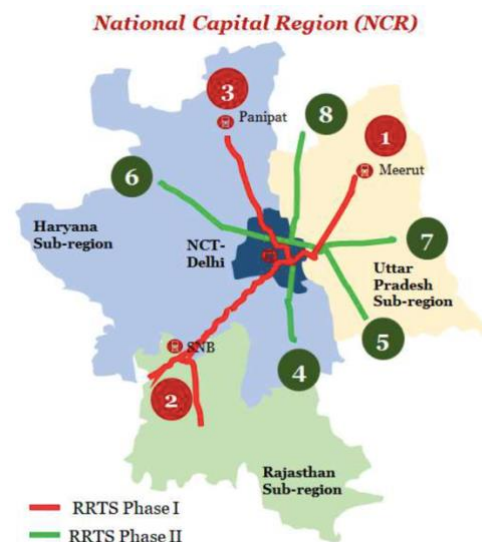 National Capital Region (NCR)
3
Panipat
8
1
Meerut
6
Haryana
Sub-region
NCT-
Delhi
7
Uttar
Pradesh
Sub-region
5
SNB
4
2
Rajasthan
Sub-region
RRTS Phase I
RRTS Phase II